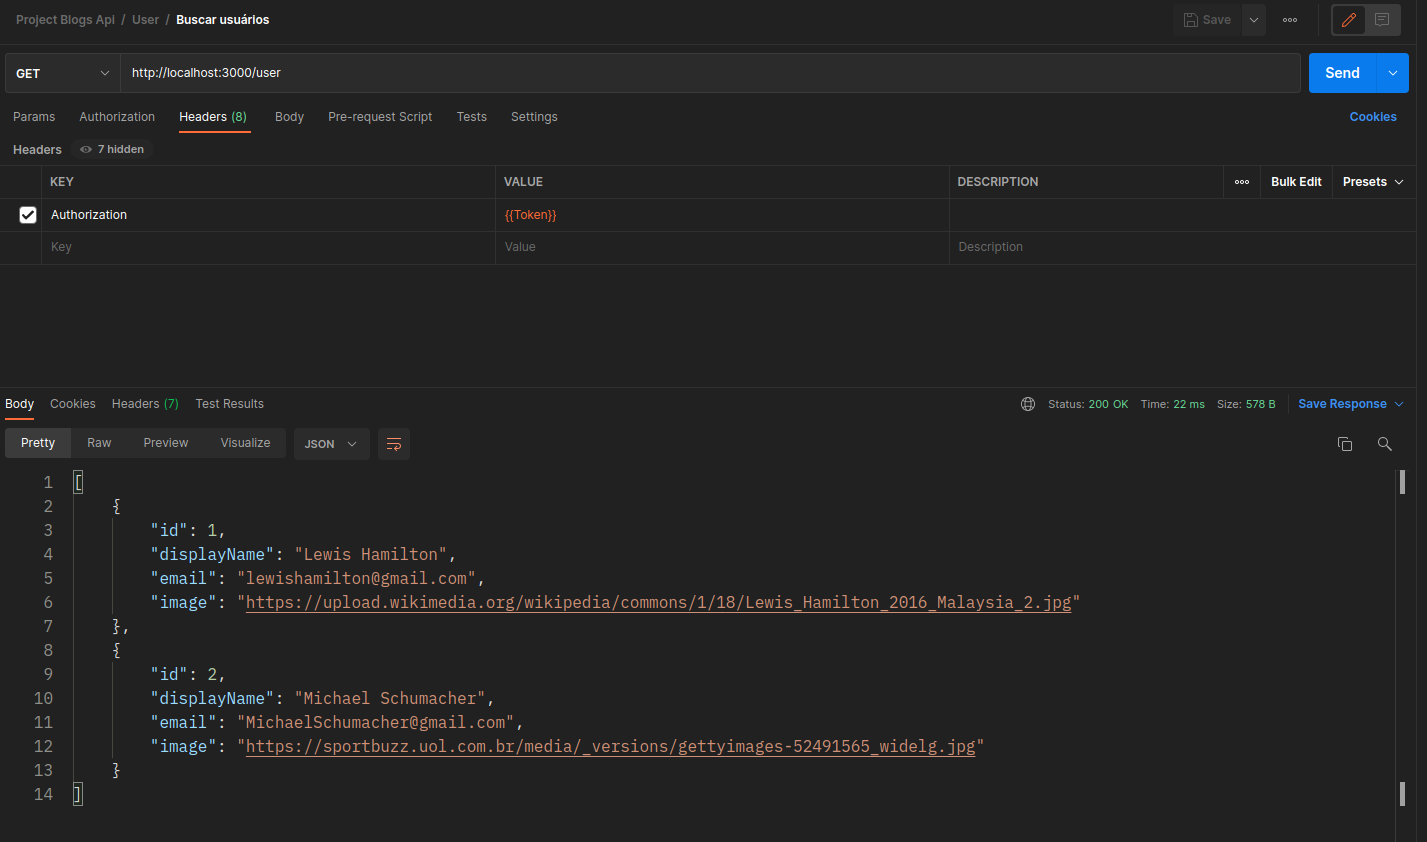 Project Blogs Api / User / Buscar usuários
Save
GET http://localhost:3000/user Send
Params Authorization Headers (8) Body Pre-request Script Tests Settings Cookies
Headers 7 hidden
KEY VALUE DESCRIPTION Bulk Edit Presets
Authorization {{Token}}
Key Value Description
Body Cookies Headers (7) Test Results Status: 200 OK Time: 22 ms Size: 578 B Save Response
Pretty Raw Preview Visualize JSON
1 [
2 {
3 "id": 1,
4 "displayName": "Lewis Hamilton",
5 "email": "lewishamilton@gmail.com",
6 "image": "https://upload.wikimedia.org/wikipedia/commons/1/18/Lewis_Hamilton_2016_Malaysia_2.jpg"
7 },
8 {
9 "id": 2,
10 "displayName": "Michael Schumacher",
11 "email": "MichaelSchumacher@gmail.com",
12 "image": "https://sportbuzz.uol.com.br/media/_versions/gettyimages-52491565_widelg.jpg"
13 }
14 ]